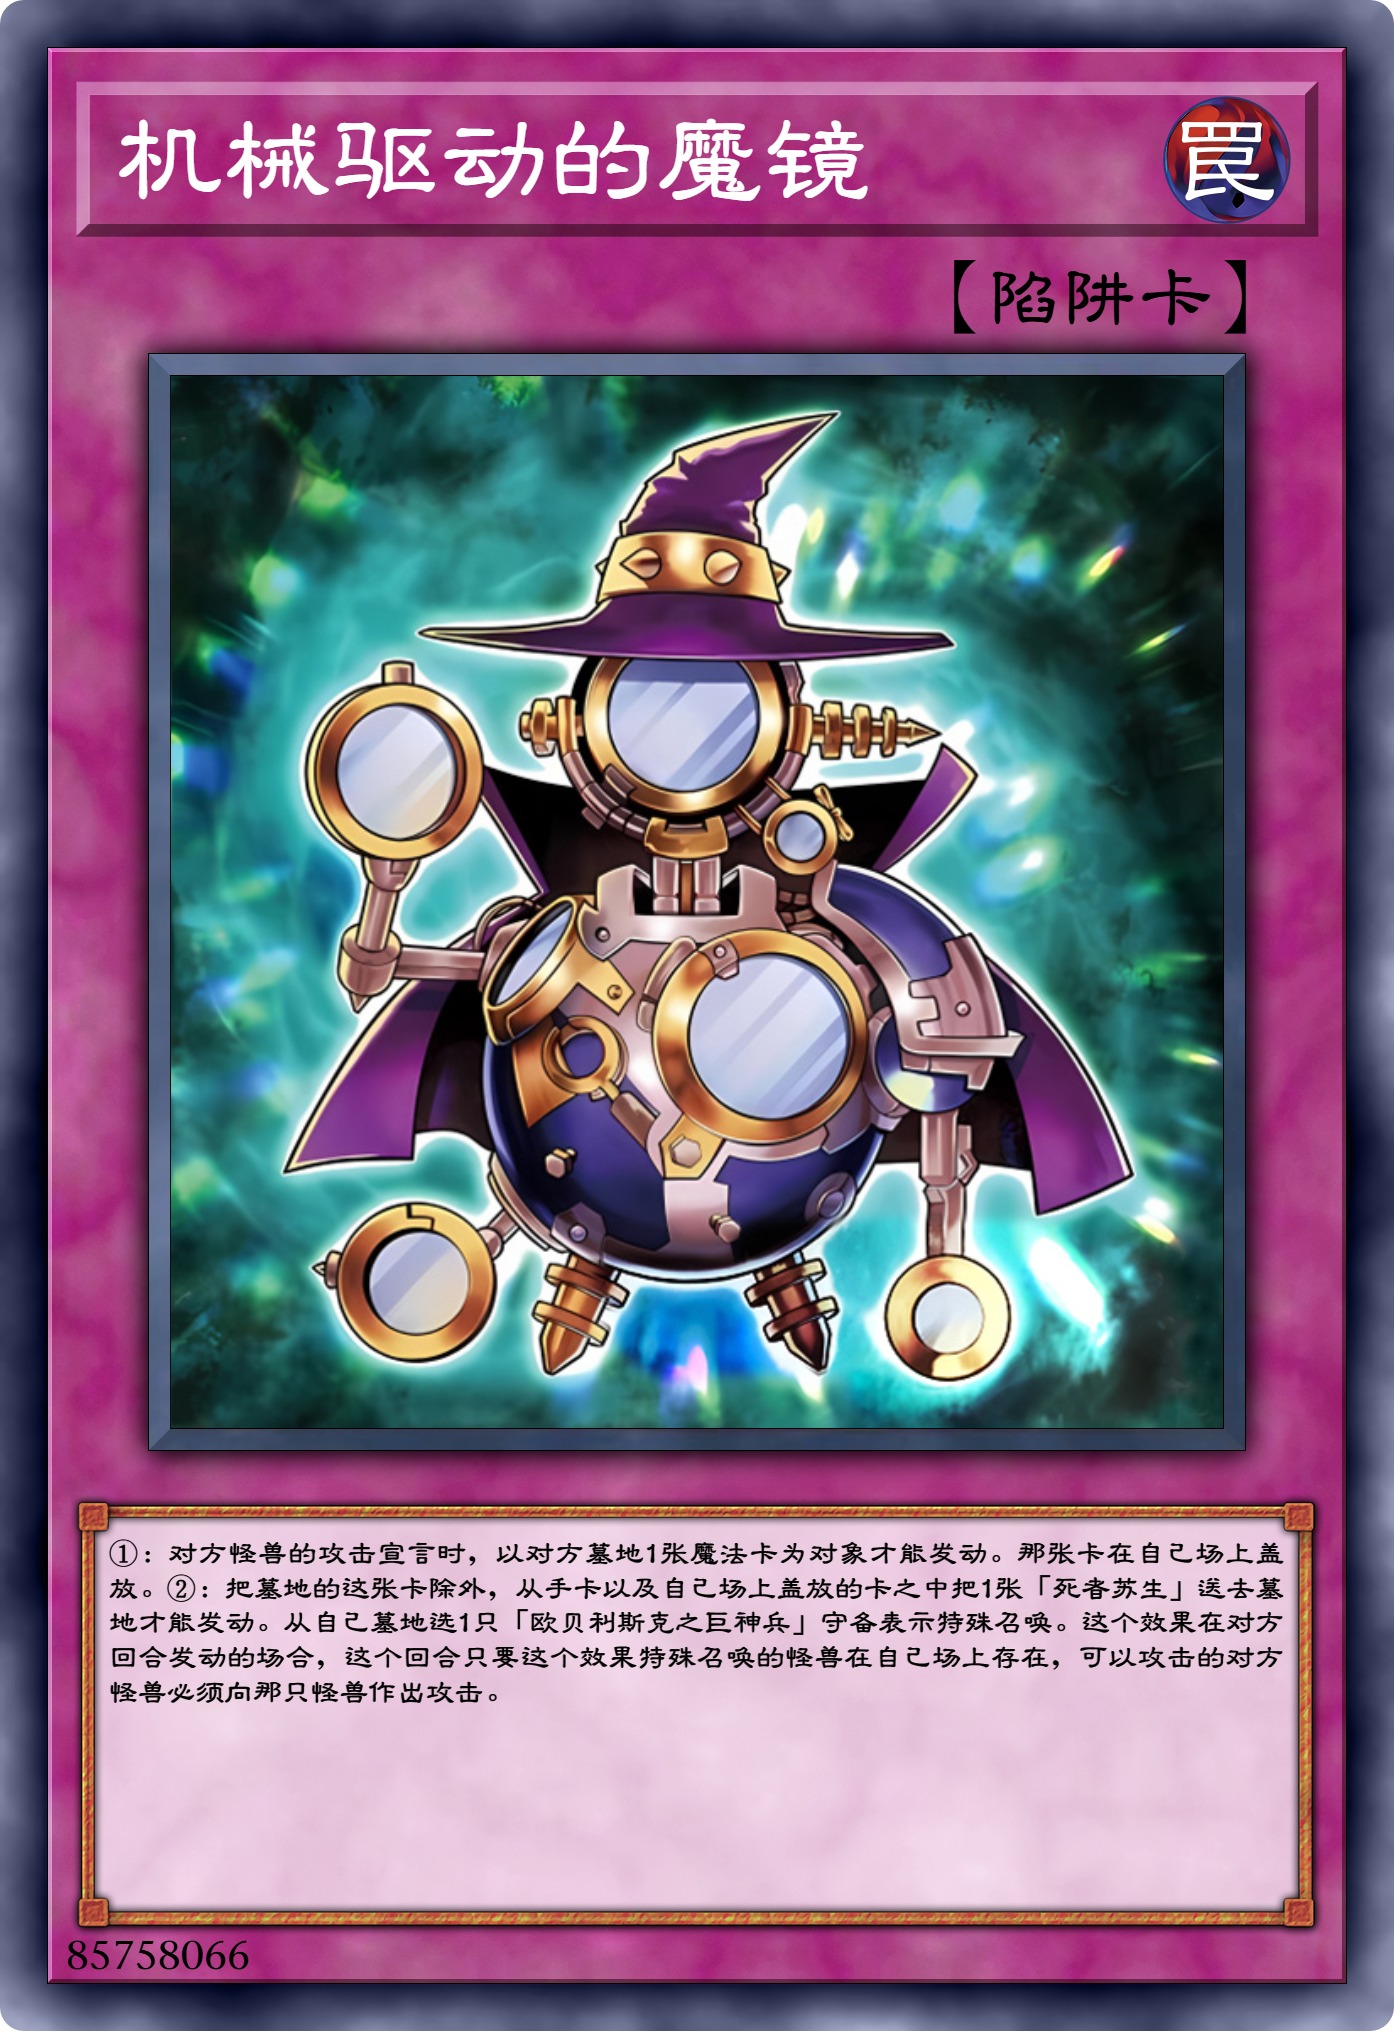 机械驱动的魔镜
罠
【陷阱卡】
①：对方怪兽的攻击宣言时，以对方墓地1张魔法卡为对象才能发动。那张卡在自己场上盖
放。②：把墓地的这张卡除外，从手卡以及自己场上盖放的卡之中把1张「死者苏生」送去墓
地才能发动。从自己墓地选1只「欧贝利斯克之巨神兵」守备表示特殊召唤。这个效果在对方
回合发动的场合，这个回合只要这个效果特殊召唤的怪兽在自己场上存在，可以攻击的对方
怪兽必须向那只怪兽作出攻击。
85758066